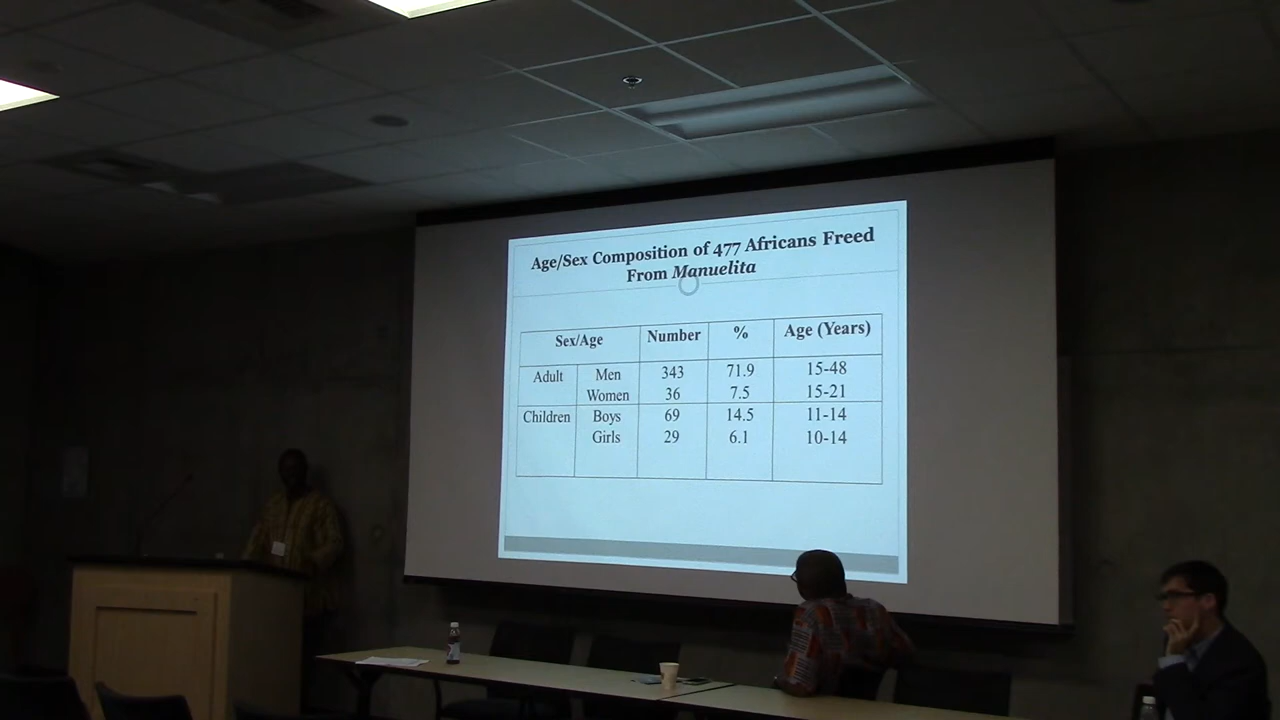 Age/Sex Composition of 477 Africans Freed
From Manuelita
Sex/Age Number % Age (Years)
Adult Men 343 71.9 15-48
Women 36 7.5 15-21
Children Boys 69 14.5 11-14
Girls 29 6.1 10-14